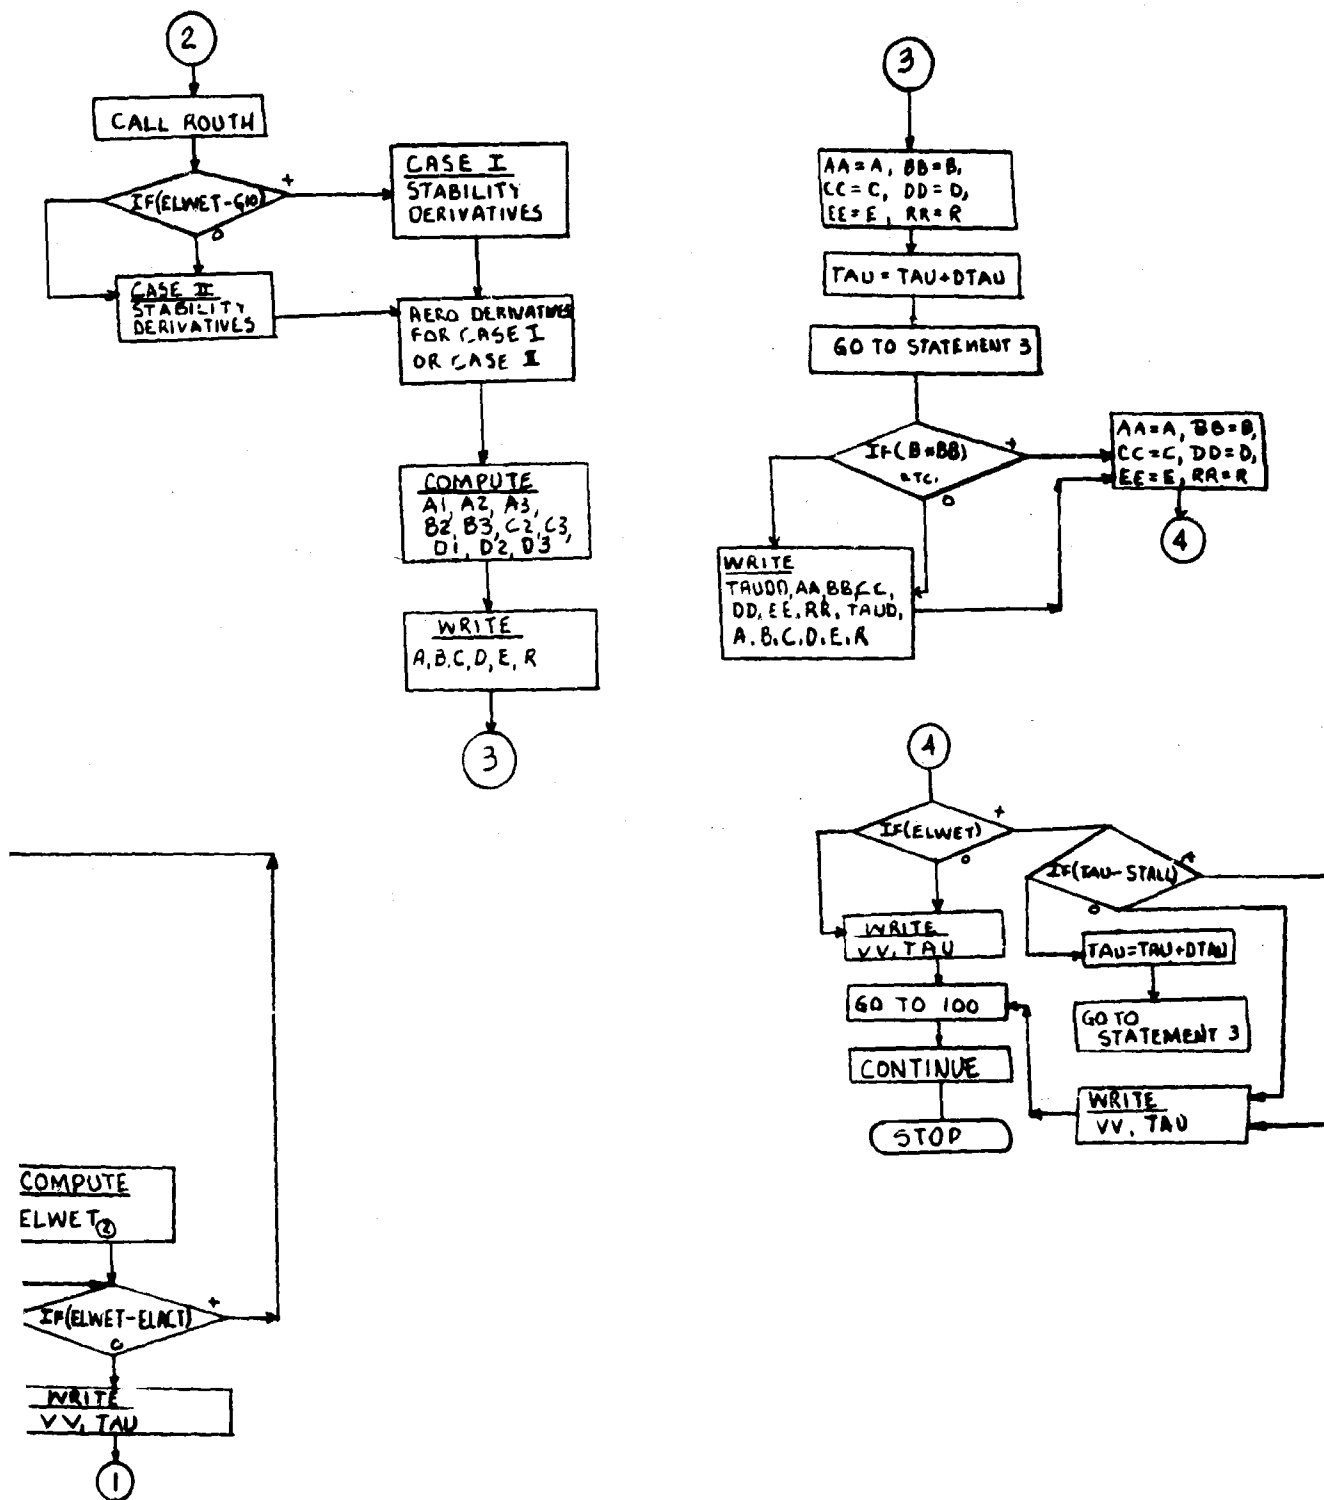 2
CALL ROUTH
IF(ELWET-G10)
+
0
CASE I
STABILITY
DERIVATIVES
CASE II
STABILITY
DERIVATIVES
AERO DERIVATIVES
FOR CASE I
OR CASE II
COMPUTE
A1, A2, A3,
B2, B3, C2, C3,
D1, D2, D3
WRITE
A, B, C, D, E, R
3
3
AA = A, BB = B,
CC = C, DD = D,
EE = E, RR = R
TAU = TAU+DTAU
GO TO STATEMENT 3
IF(B*BB)
ETC.
+
0
AA = A, BB = B,
CC = C, DD = D,
EE = E, RR = R
4
WRITE
TAUDD, AA, BB, CC,
DD, EE, RR, TAUD,
A, B, C, D, E, R
4
IF(ELWET)
+
0
IF(TAU-STALL)
+
0
WRITE
VV, TAU
TAU=TAU+DTAU
GO TO 100
GO TO
STATEMENT 3
CONTINUE
WRITE
VV, TAU
STOP
COMPUTE
ELWET 2
IF(ELWET-ELACT)
+
0
WRITE
VV, TAU
1